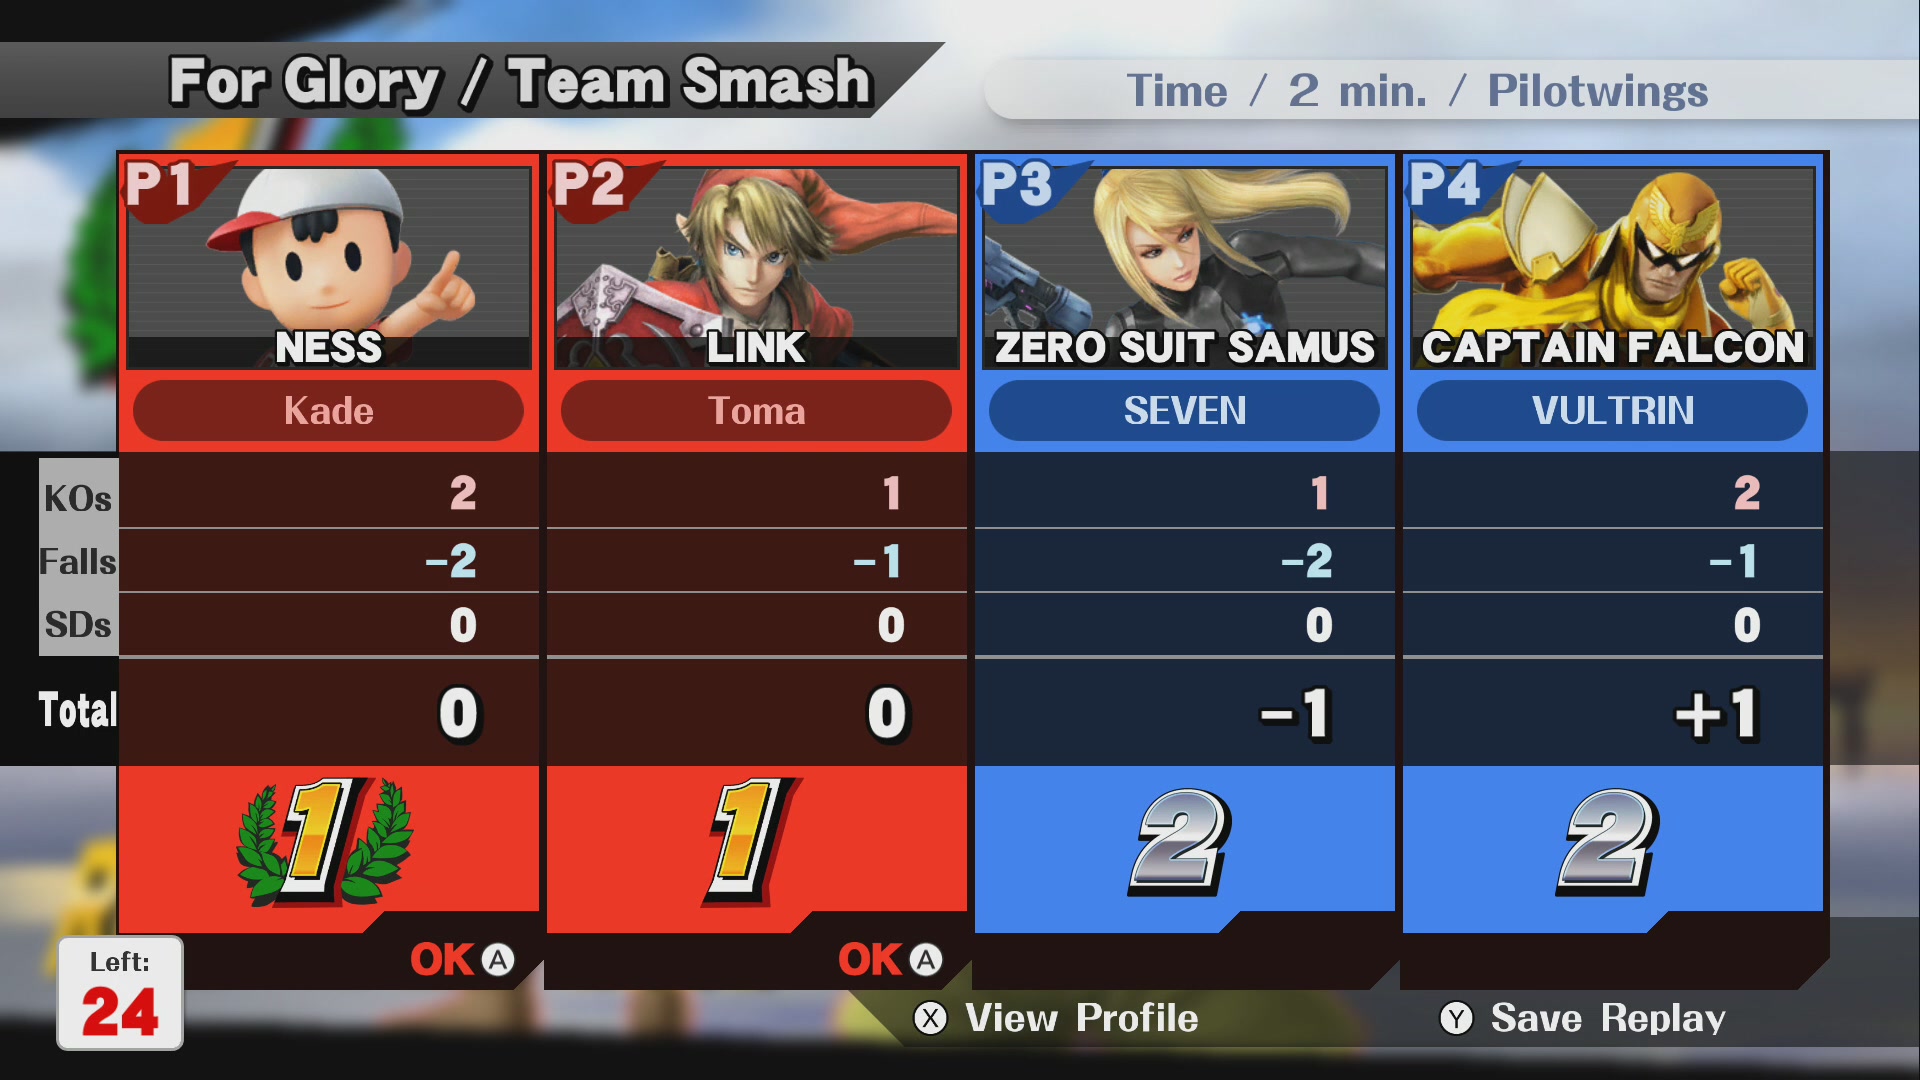 For Glory / Team Smash
Time / 2 min. / Pilotwings
P1 P2 P3 P4
NESS LINK ZERO SUIT SAMUS CAPTAIN FALCON
Kade Toma SEVEN VULTRIN
KOs 2 1 1 2
Falls -2 -1 -2 -1
SDs 0 0 0 0
Total 0 0 -1 +1
1 1 2 2
OK A OK A
Left:
24
X View Profile Y Save Replay